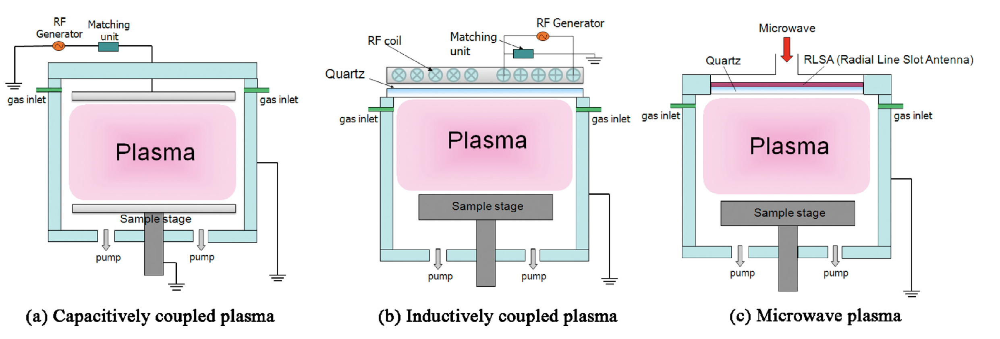 RF
Generator
Matching
unit
gas inlet
gas inlet
Plasma
Sample stage
pump
pump
(a) Capacitively coupled plasma
RF Generator
RF coil
Matching
unit
Quartz
gas inlet
gas inlet
Plasma
Sample stage
pump
pump
(b) Inductively coupled plasma
Microwave
Quartz
RLSA (Radial Line Slot Antenna)
gas inlet
gas inlet
Plasma
Sample stage
pump
pump
(c) Microwave plasma